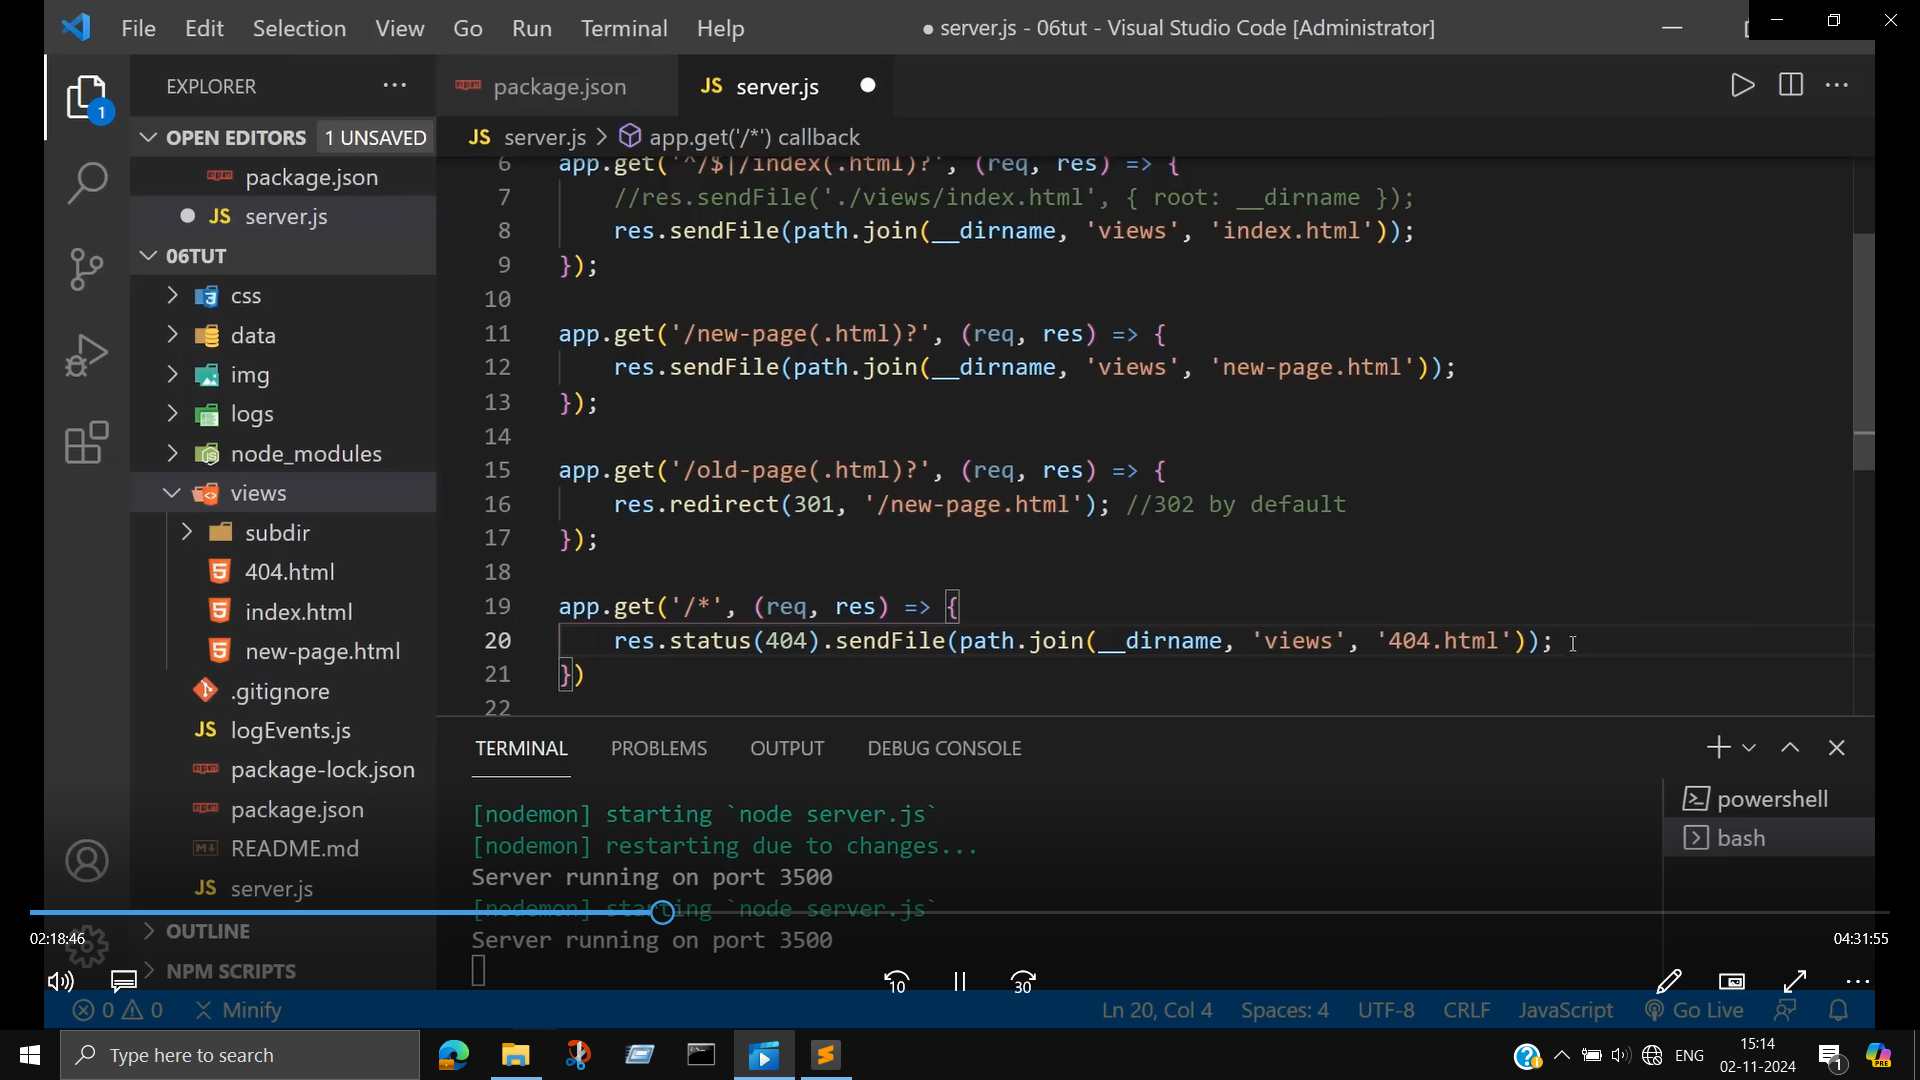 File Edit Selection View Go Run Terminal Help
● server.js - 06tut - Visual Studio Code [Administrator]
EXPLORER
OPEN EDITORS 1 UNSAVED
package.json
JS server.js
06TUT
css
data
img
logs
node_modules
views
subdir
404.html
index.html
new-page.html
.gitignore
JS logEvents.js
package-lock.json
package.json
README.md
JS server.js
OUTLINE
NPM SCRIPTS
1
package.json
JS server.js
JS server.js > app.get('/*') callback
6 app.get('^/$|/index(.html)?', (req, res) => {
7 //res.sendFile('./views/index.html', { root: __dirname });
8 res.sendFile(path.join(__dirname, 'views', 'index.html'));
9 });
10
11 app.get('/new-page(.html)?', (req, res) => {
12 res.sendFile(path.join(__dirname, 'views', 'new-page.html'));
13 });
14
15 app.get('/old-page(.html)?', (req, res) => {
16 res.redirect(301, '/new-page.html'); //302 by default
17 });
18
19 app.get('/*', (req, res) => {
20 res.status(404).sendFile(path.join(__dirname, 'views', '404.html'));
21 })
22
TERMINAL PROBLEMS OUTPUT DEBUG CONSOLE
[nodemon] starting `node server.js`
[nodemon] restarting due to changes...
Server running on port 3500
[nodemon] starting `node server.js`
Server running on port 3500
powershell
bash
02:18:46
04:31:55
10
30
0 0 Minify
Ln 20, Col 4 Spaces: 4 UTF-8 CRLF JavaScript Go Live
Type here to search
ENG
15:14
02-11-2024
1
PRE